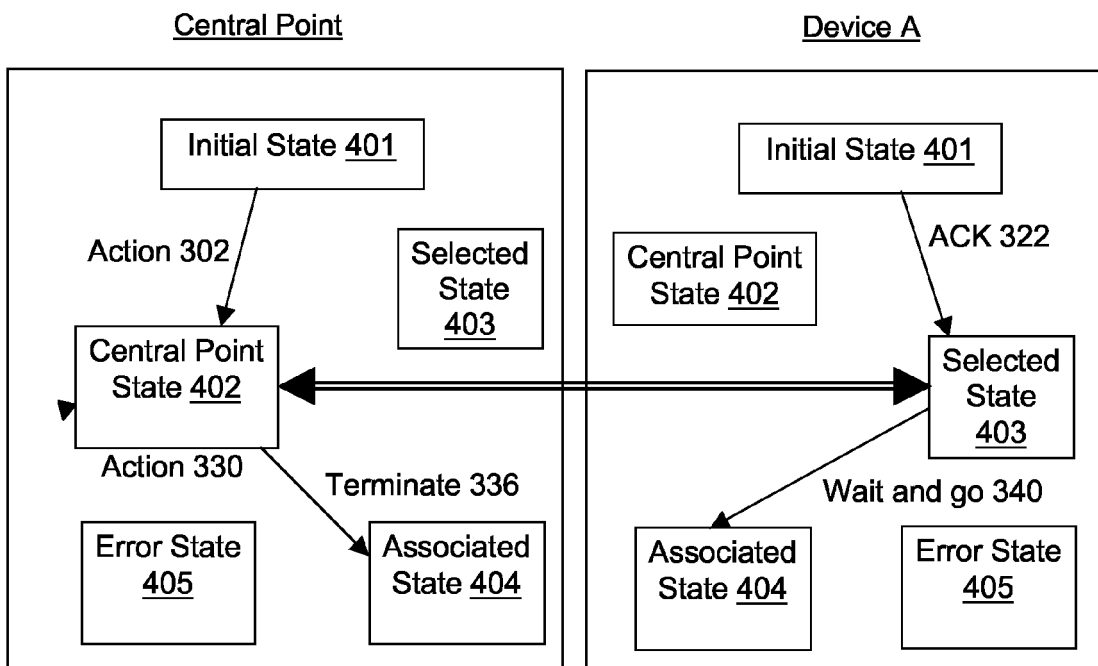 Central Point
Initial State 401
Action 302
Selected
State
403
Central Point
State 402
Action 330
Terminate 336
Error State
405
Associated
State 404
Device A
Initial State 401
ACK 322
Central Point
State 402
Selected
State
403
Wait and go 340
Associated
State 404
Error State
405